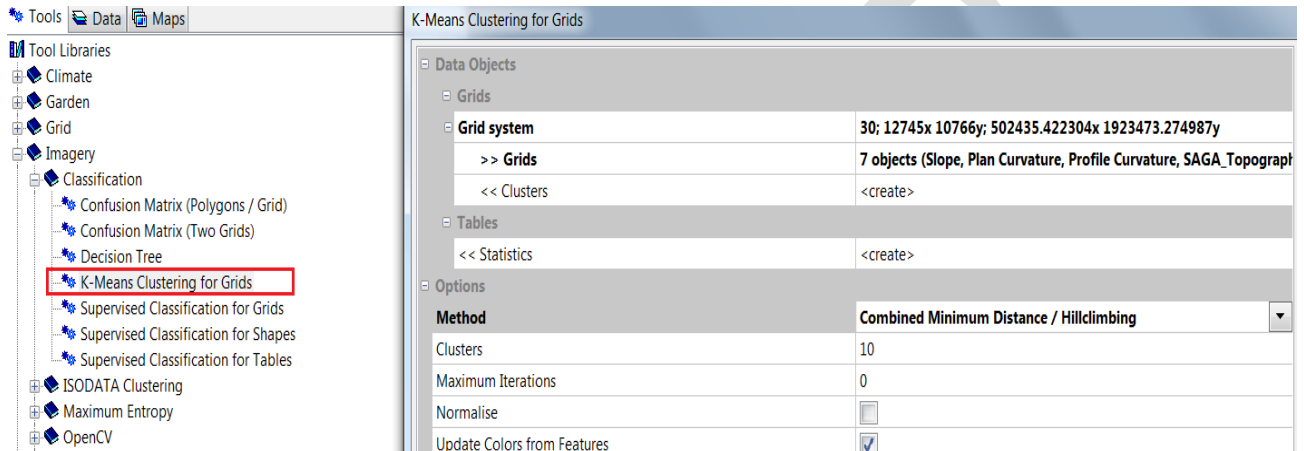 Tools Data Maps
Tool Libraries
Climate
Garden
Grid
Imagery
Classification
Confusion Matrix (Polygons / Grid)
Confusion Matrix (Two Grids)
Decision Tree
K-Means Clustering for Grids
Supervised Classification for Grids
Supervised Classification for Shapes
Supervised Classification for Tables
ISODATA Clustering
Maximum Entropy
OpenCV
K-Means Clustering for Grids
Data Objects
Grids
Grid system 30; 12745x 10766y; 502435.422304x 1923473.274987y
>> Grids 7 objects (Slope, Plan Curvature, Profile Curvature, SAGA_Topograph
<< Clusters <create>
Tables
<< Statistics <create>
Options
Method Combined Minimum Distance / Hillclimbing
Clusters 10
Maximum Iterations 0
Normalise
Update Colors from Features